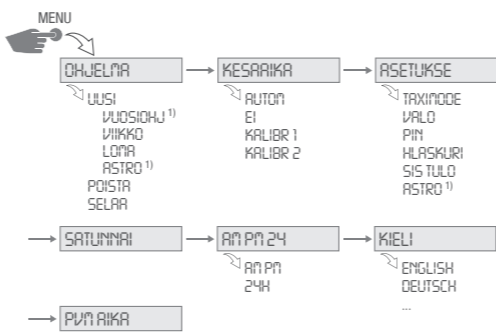 MENU
OHJELMA
UUSI
VUOSIOHJ 1)
VIIKKO
LOMA
ASTRO 1)
POISTA
SELAA
KESAAIKA
AUTOM
EI
KALIBR 1
KALIBR 2
ASETUKSE
TAXIMODE
VALO
PIN
HLASKURI
SIS TULO
ASTRO 1)
SATUNNAI
AM PM 24
AM PM
24H
KIELI
ENGLISH
DEUTSCH
...
PVM AIKA